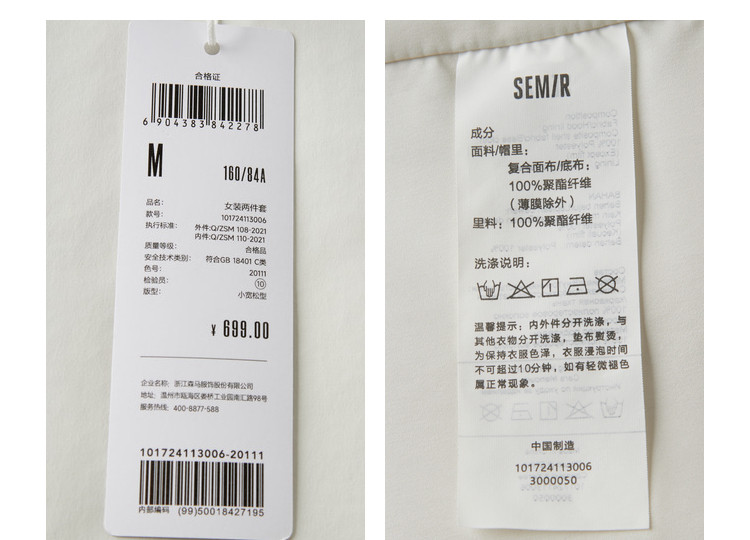 合格证
6 904383 842278
M
160/84A
品名： 女装两件套
款号： 101724113006
执行标准： 外件:Q/ZSM 108-2021
内件:Q/ZSM 110-2021
质量等级： 合格品
安全技术类别： 符合GB 18401 C类
色号： 20111
检验员： 10
版型： 小宽松型
¥ 699.00
企业名称：浙江森马服饰股份有限公司
地址：温州市瓯海区娄桥工业园南汇路98号
服务热线：400-8877-588
101724113006-20111
内部编码 (99)50018427195
SEMIR
成分
面料/帽里：
复合面布/底布：
100%聚酯纤维
（薄膜除外）
里料：100%聚酯纤维
洗涤说明：
温馨提示：内外件分开洗涤，与
其他衣物分开洗涤，垫布熨烫，
为保持衣服色泽，衣服浸泡时间
不可超过10分钟，如有轻微褪色
属正常现象。
中国制造
101724113006
3000050